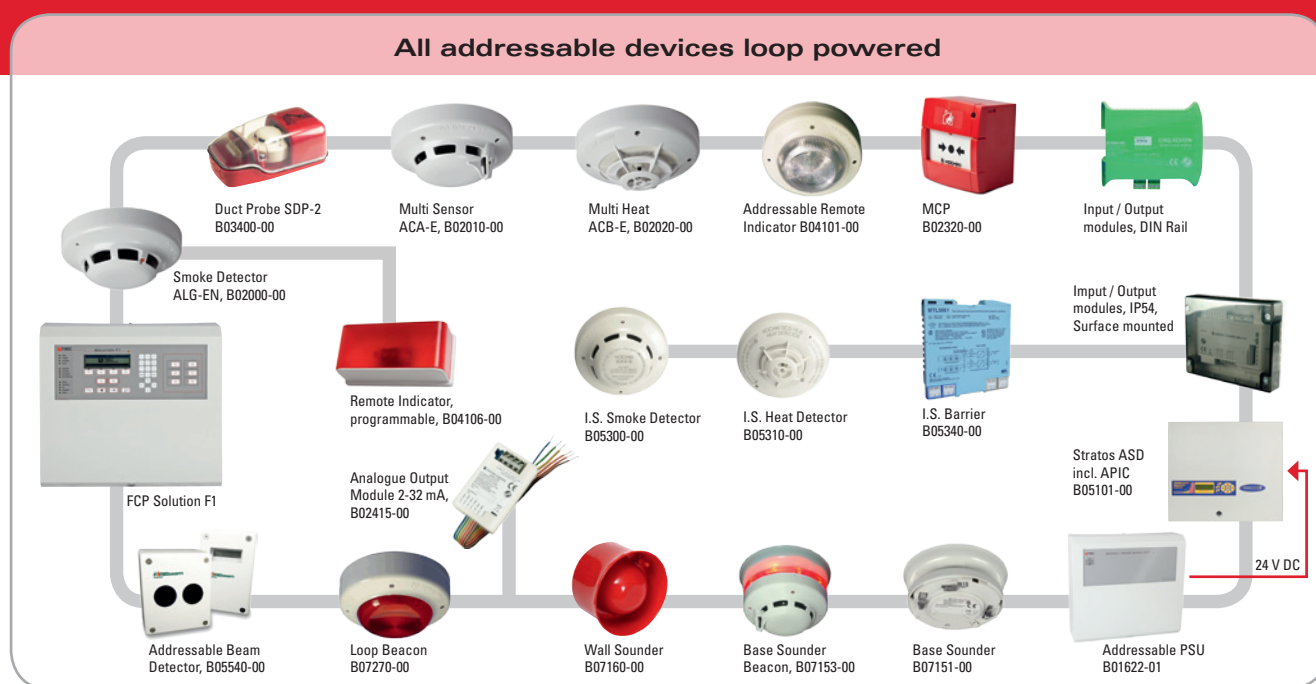 All addressable devices loop powered
Duct Probe SDP-2
B03400-00
Multi Sensor
ACA-E, B02010-00
Multi Heat
ACB-E, B02020-00
Addressable Remote
Indicator B04101-00
MCP
B02320-00
Input / Output
modules, DIN Rail
Smoke Detector
ALG-EN, B02000-00
Imput / Output
modules, IP54,
Surface mounted
Remote Indicator,
programmable, B04106-00
I.S. Smoke Detector
B05300-00
I.S. Heat Detector
B05310-00
I.S. Barrier
B05340-00
Stratos ASD
incl. APIC
B05101-00
Analogue Output
Module 2-32 mA,
B02415-00
FCP Solution F1
24 V DC
Addressable Beam
Detector, B05540-00
Loop Beacon
B07270-00
Wall Sounder
B07160-00
Base Sounder
Beacon, B07153-00
Base Sounder
B07151-00
Addressable PSU
B01622-01